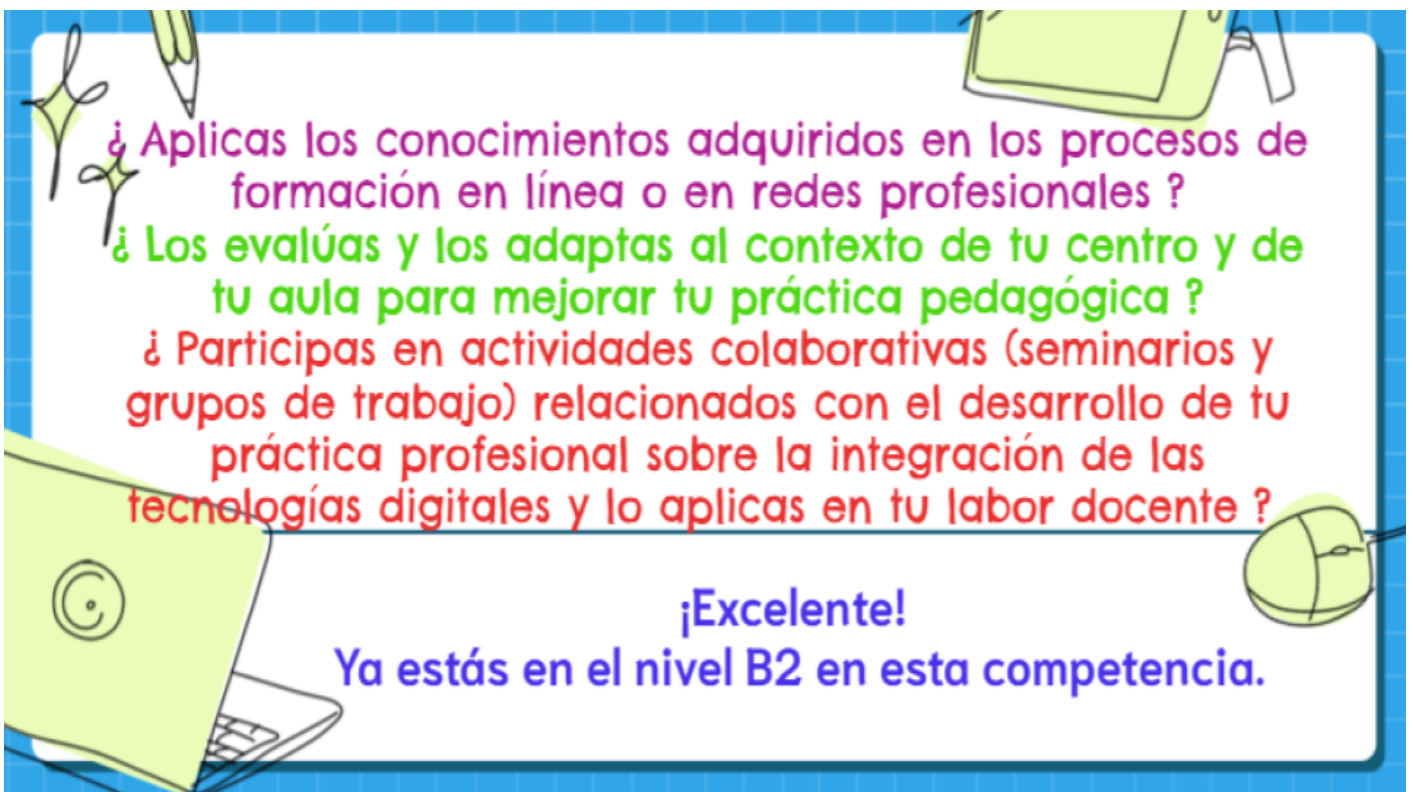 ¿ Aplicas los conocimientos adquiridos en los procesos de
formación en línea o en redes profesionales ?
¿ Los evalúas y los adaptas al contexto de tu centro y de
tu aula para mejorar tu práctica pedagógica ?
¿ Participas en actividades colaborativas (seminarios y
grupos de trabajo) relacionados con el desarrollo de tu
práctica profesional sobre la integración de las
tecnologías digitales y lo aplicas en tu labor docente ?
¡Excelente!
Ya estás en el nivel B2 en esta competencia.